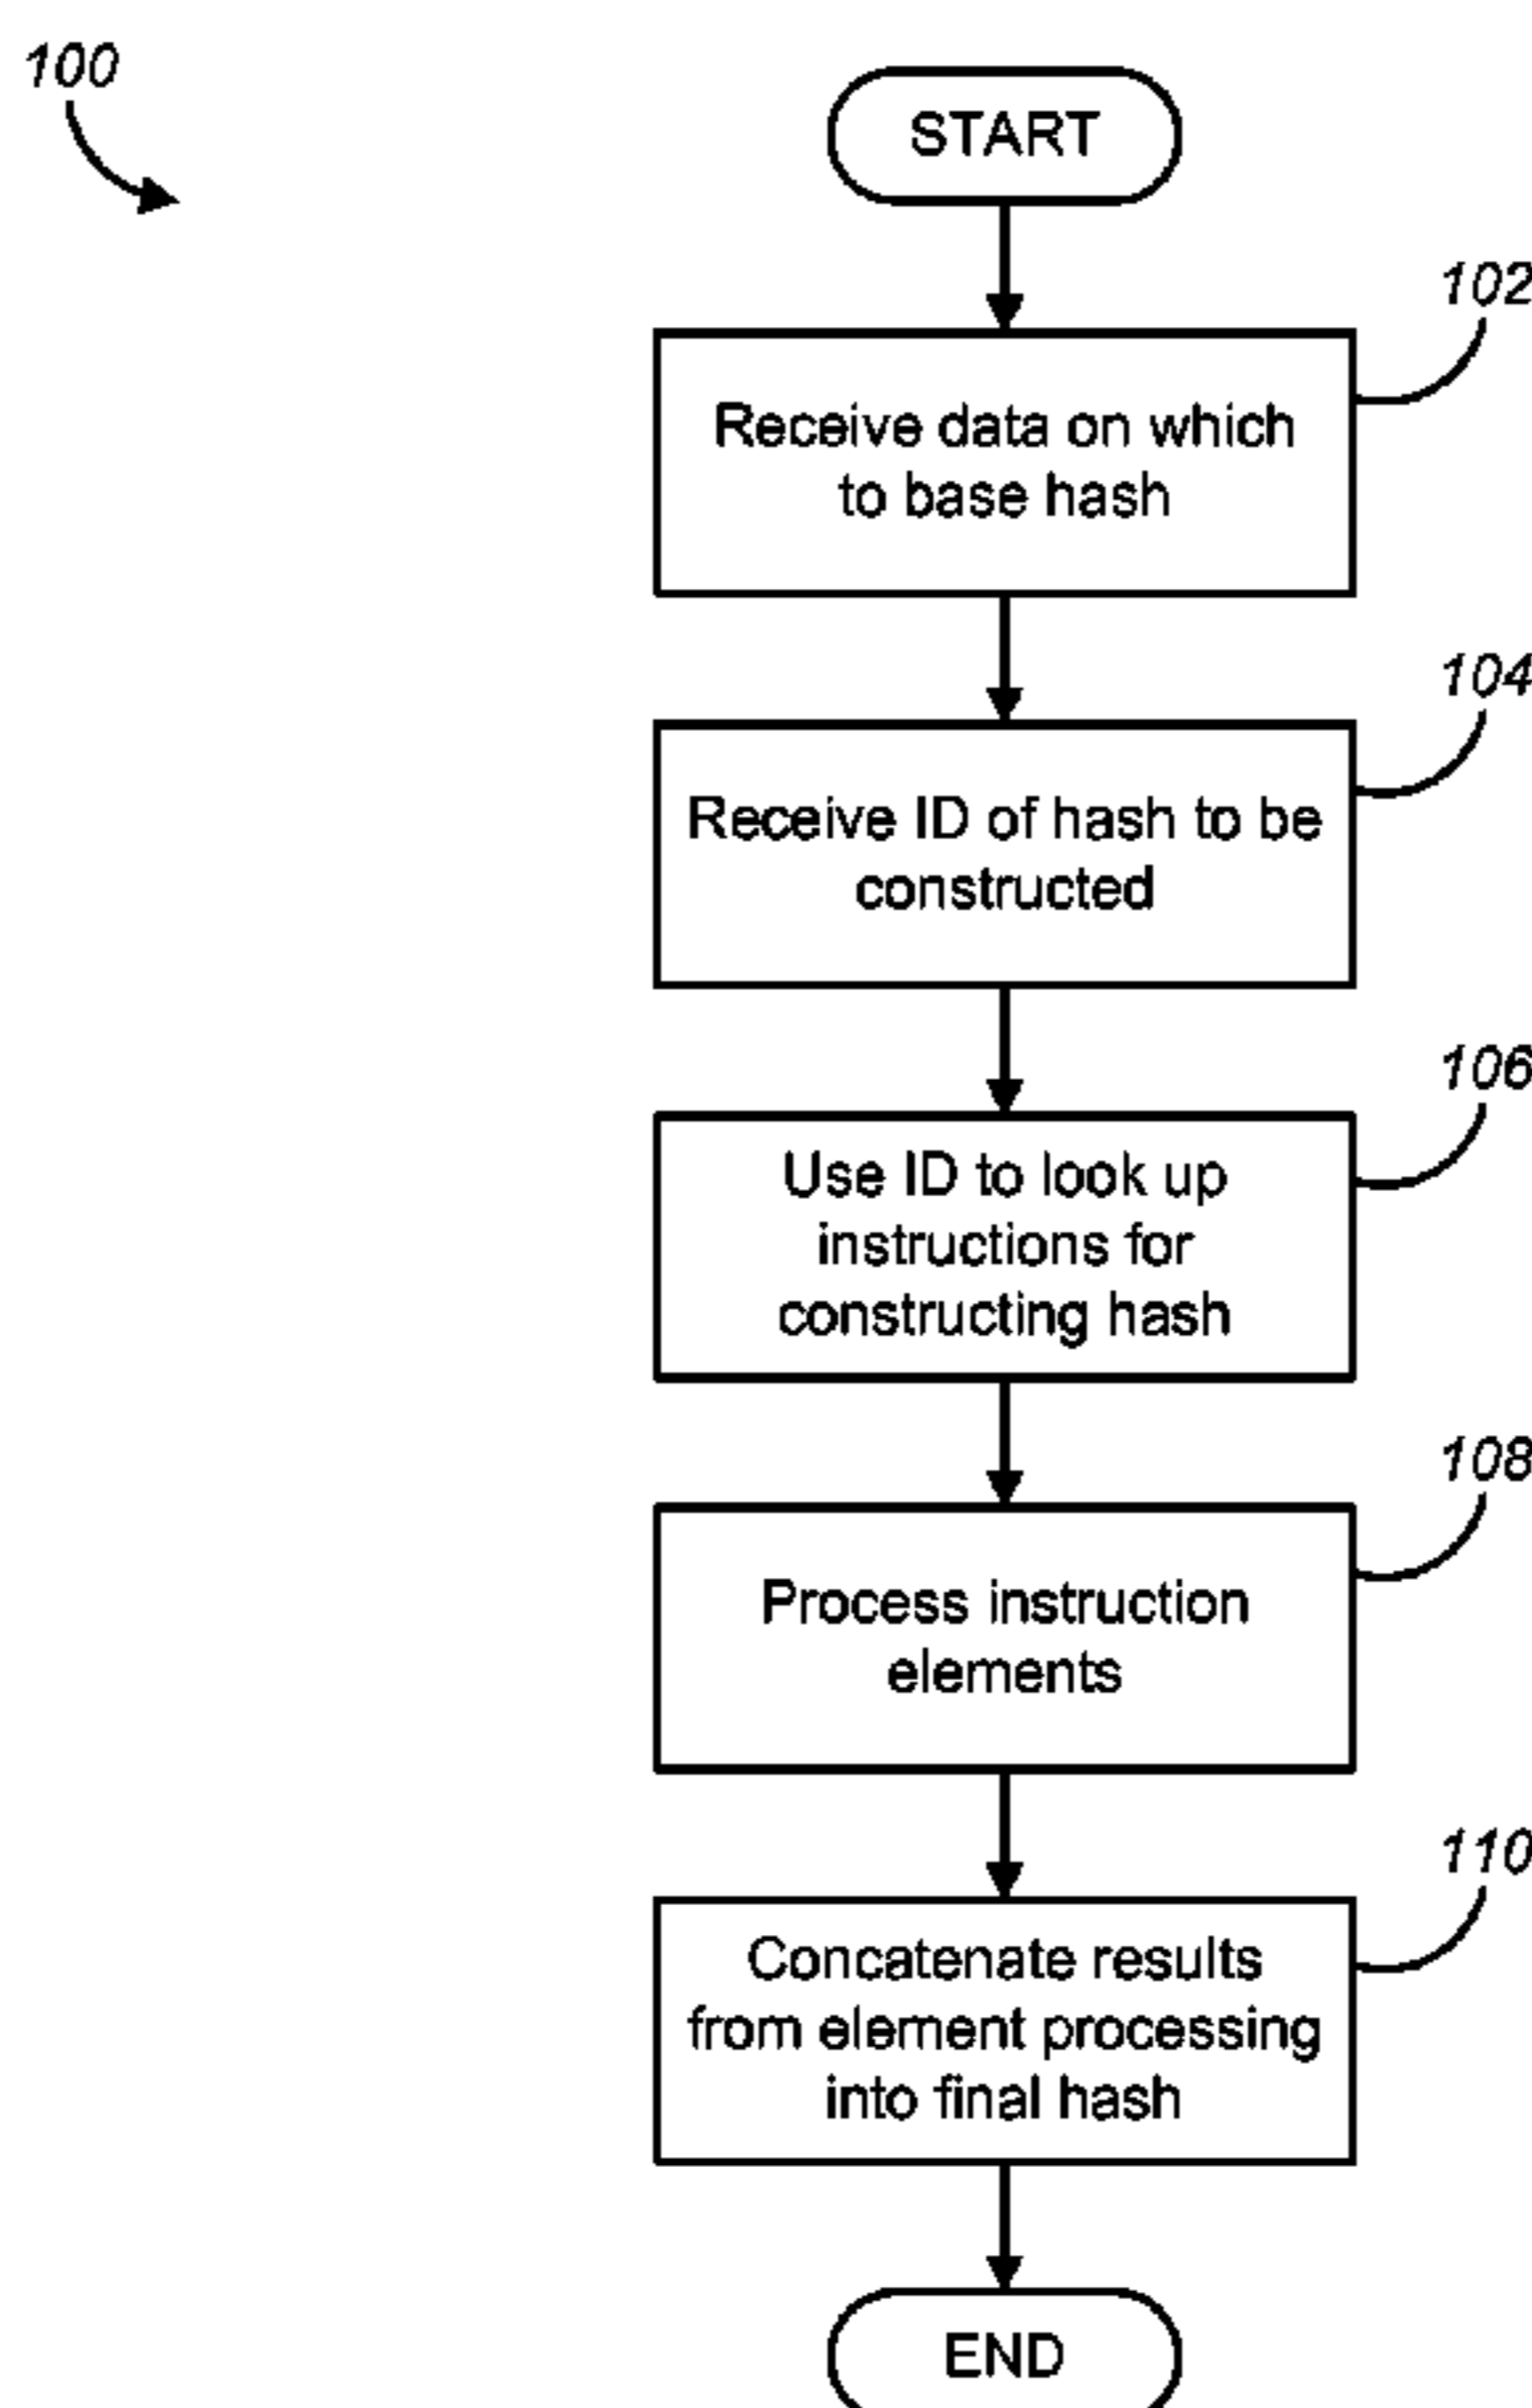 100
START
102
Receive data on which
to base hash
104
Receive ID of hash to be
constructed
106
Use ID to look up
instructions for
constructing hash
108
Process instruction
elements
110
Concatenate results
from element processing
into final hash
END